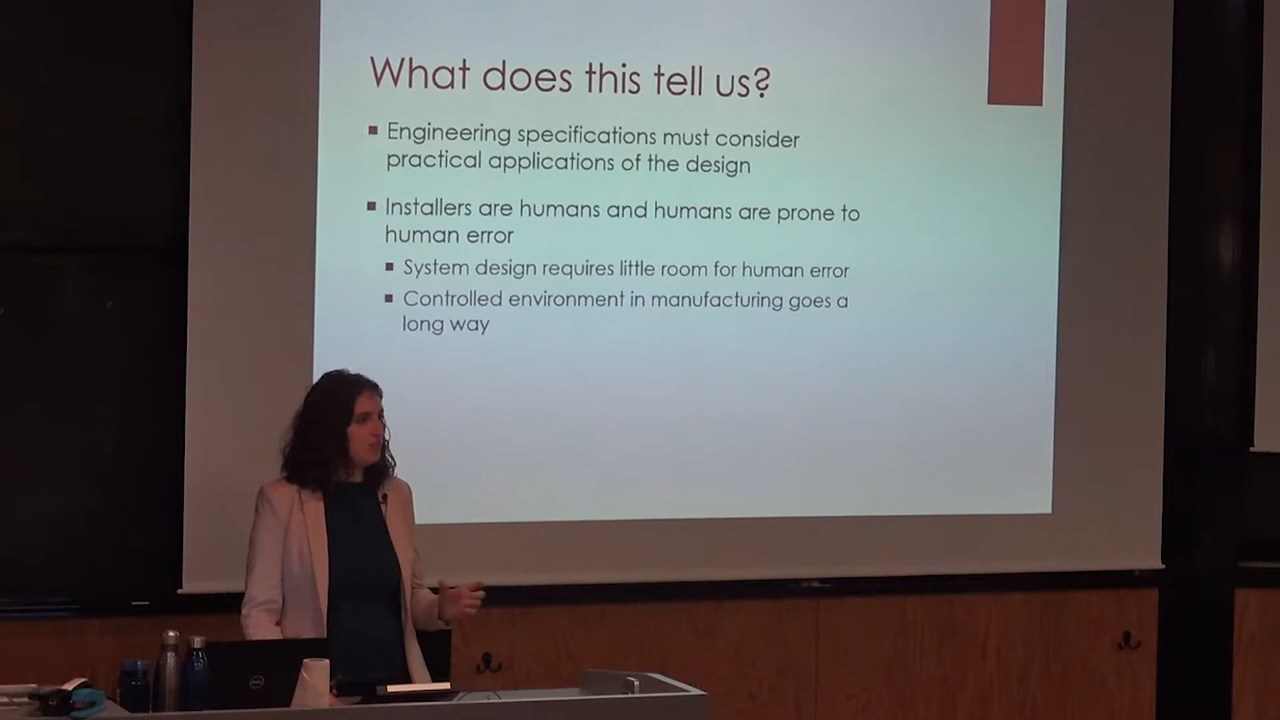 What does this tell us?
Engineering specifications must consider
practical applications of the design
Installers are humans and humans are prone to
human error
System design requires little room for human error
Controlled environment in manufacturing goes a
long way
DELL